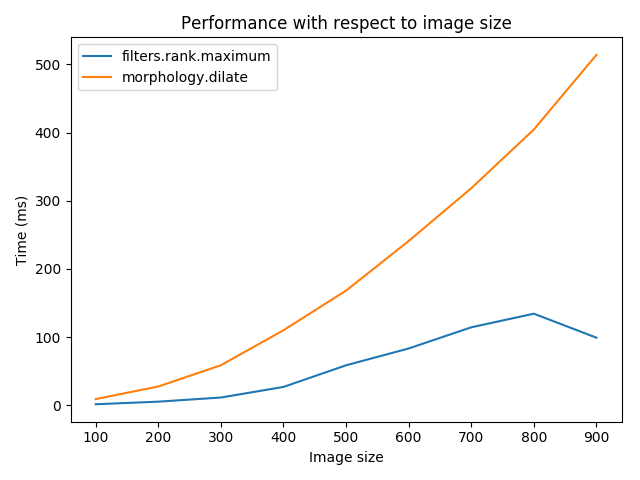 Performance with respect to image size
filters.rank.maximum
morphology.dilate
Time (ms)
500
400
300
200
100
0
100 200 300 400 500 600 700 800 900
Image size